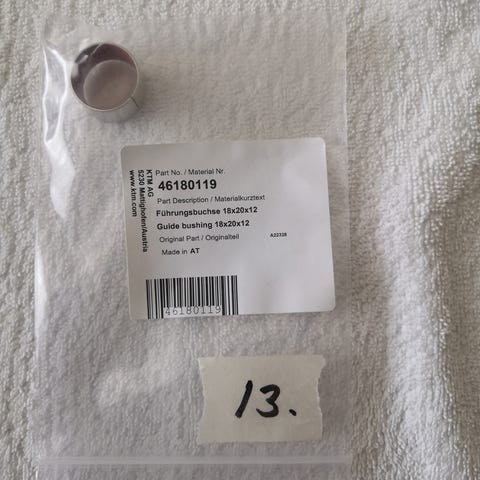 KTM AG
5230 Mattighofen/Austria
www.ktm.com
Part No. / Material Nr.
46180119
Part Description / Materialkurztext
Führungsbuchse 18x20x12
Guide bushing 18x20x12
Original Part / Originalteil A22328
Made in AT
46180119
13.